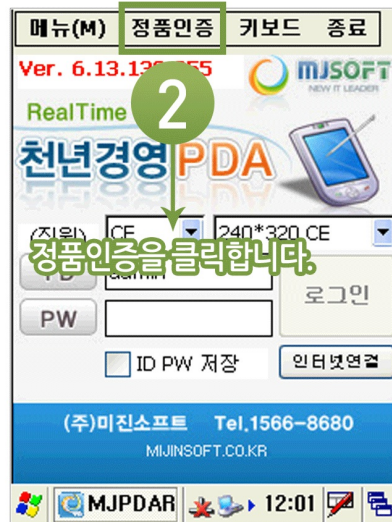 메뉴(M) 정품인증 키보드 종료
Ver. 6.13.13
MJSOFT
NEW IT LEADER
RealTime
2
천년경영 PDA
CE 240*320 CE
정품인증을 클릭합니다.
admin
로그인
PW
ID PW 저장 인터넷연결
(주)미진소프트 Tel.1566-8680
MIJINSOFT.CO.KR
MJPDAR 12:01